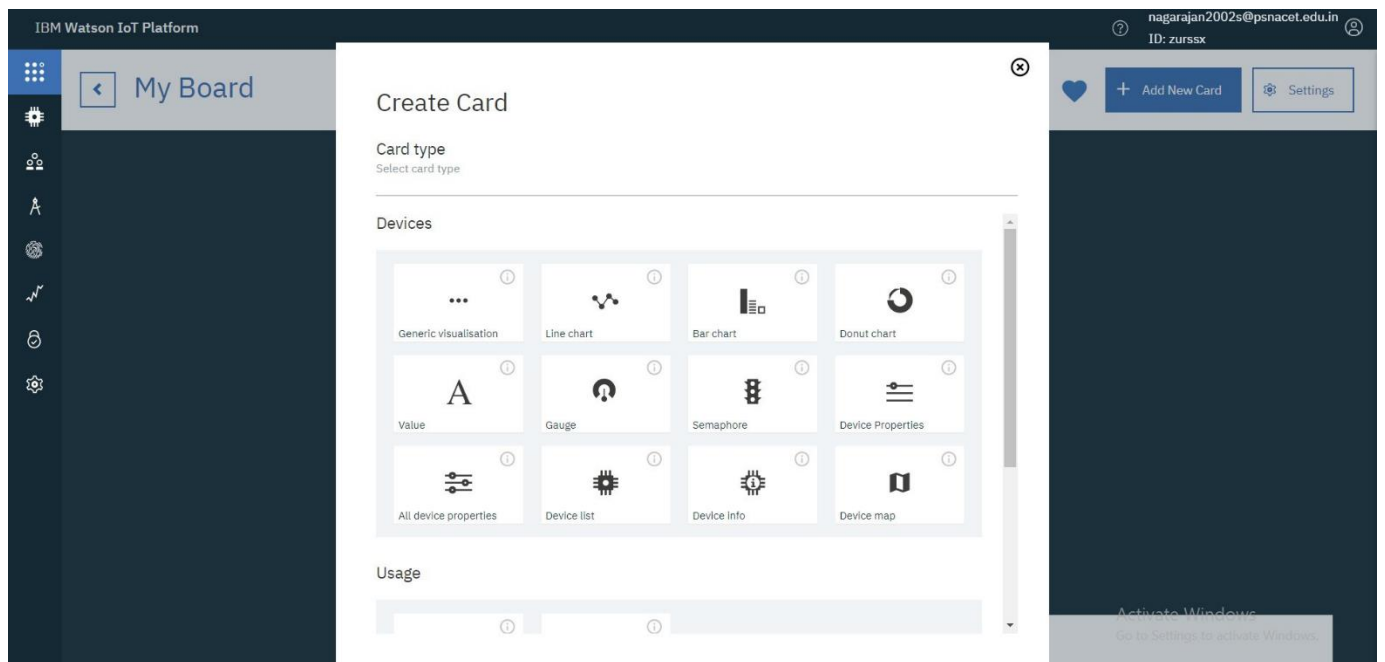 IBM Watson IoT Platform
nagarajan2002s@psnacet.edu.in
ID: zurssx
My Board
Add New Card
Settings
Create Card
Card type
Select card type
Devices
Generic visualisation
Line chart
Bar chart
Donut chart
A
Value
Gauge
Semaphore
Device Properties
All device properties
Device list
Device info
Device map
Usage
Activate Windows
Go to Settings to activate Windows.